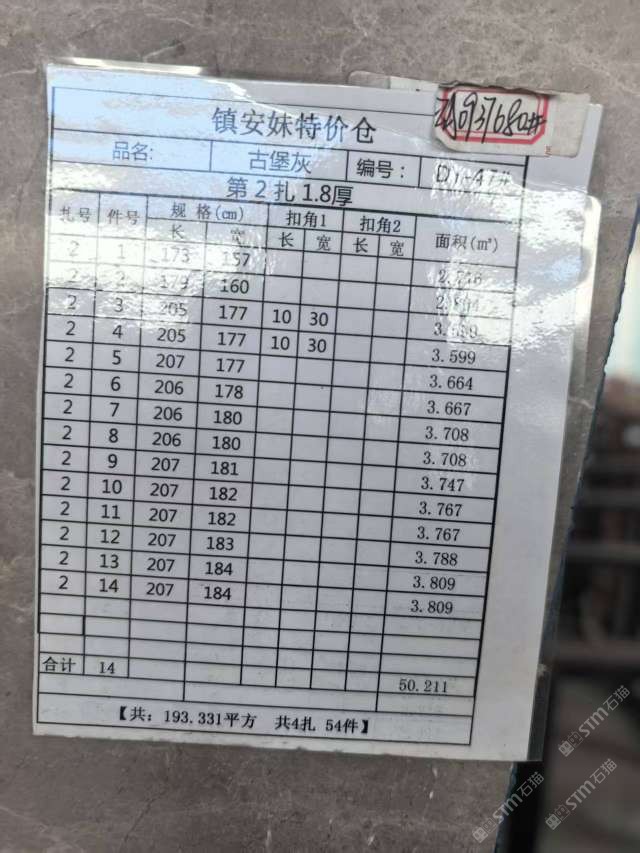 镇安妹特价仓
品名: 古堡灰 编号:
第2扎 1.8厚
扎号 件号 规格(cm) 扣角1 扣角2 面积(㎡)
长 宽 长 宽 长 宽
2 1 173 157
2 2 160
2 3 205 177 10 30
2 4 205 177 10 30 3.599
2 5 207 177 3.664
2 6 206 178 3.667
2 7 206 180 3.708
2 8 206 180 3.708
2 9 207 181 3.747
2 10 207 182 3.767
2 11 207 182 3.767
2 12 207 183 3.788
2 13 207 184 3.809
2 14 207 184 3.809
合计 14 50.211
【共: 193.331平方 共4扎 54件】
STM石猫
STM石猫